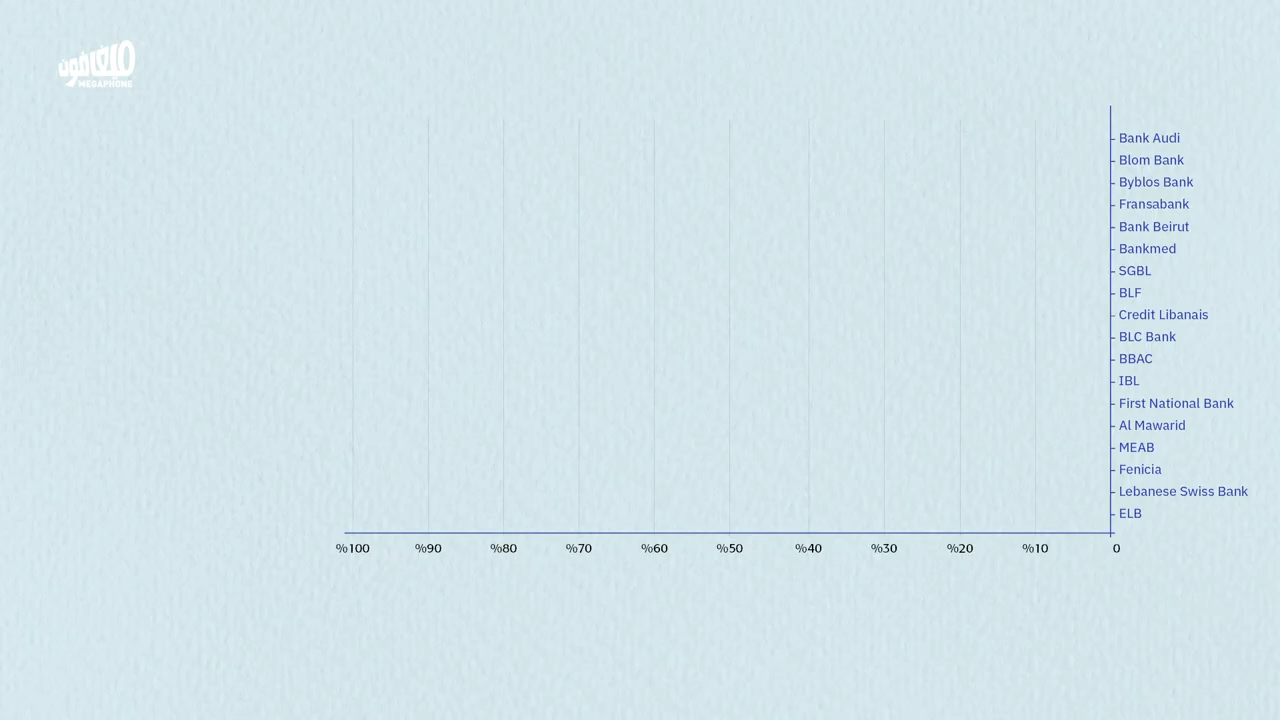 ميغافون
MEGAPHONE
Bank Audi
Blom Bank
Byblos Bank
Fransabank
Bank Beirut
Bankmed
SGBL
BLF
Credit Libanais
BLC Bank
BBAC
IBL
First National Bank
Al Mawarid
MEAB
Fenicia
Lebanese Swiss Bank
ELB
%100 %90 %80 %70 %60 %50 %40 %30 %20 %10 0